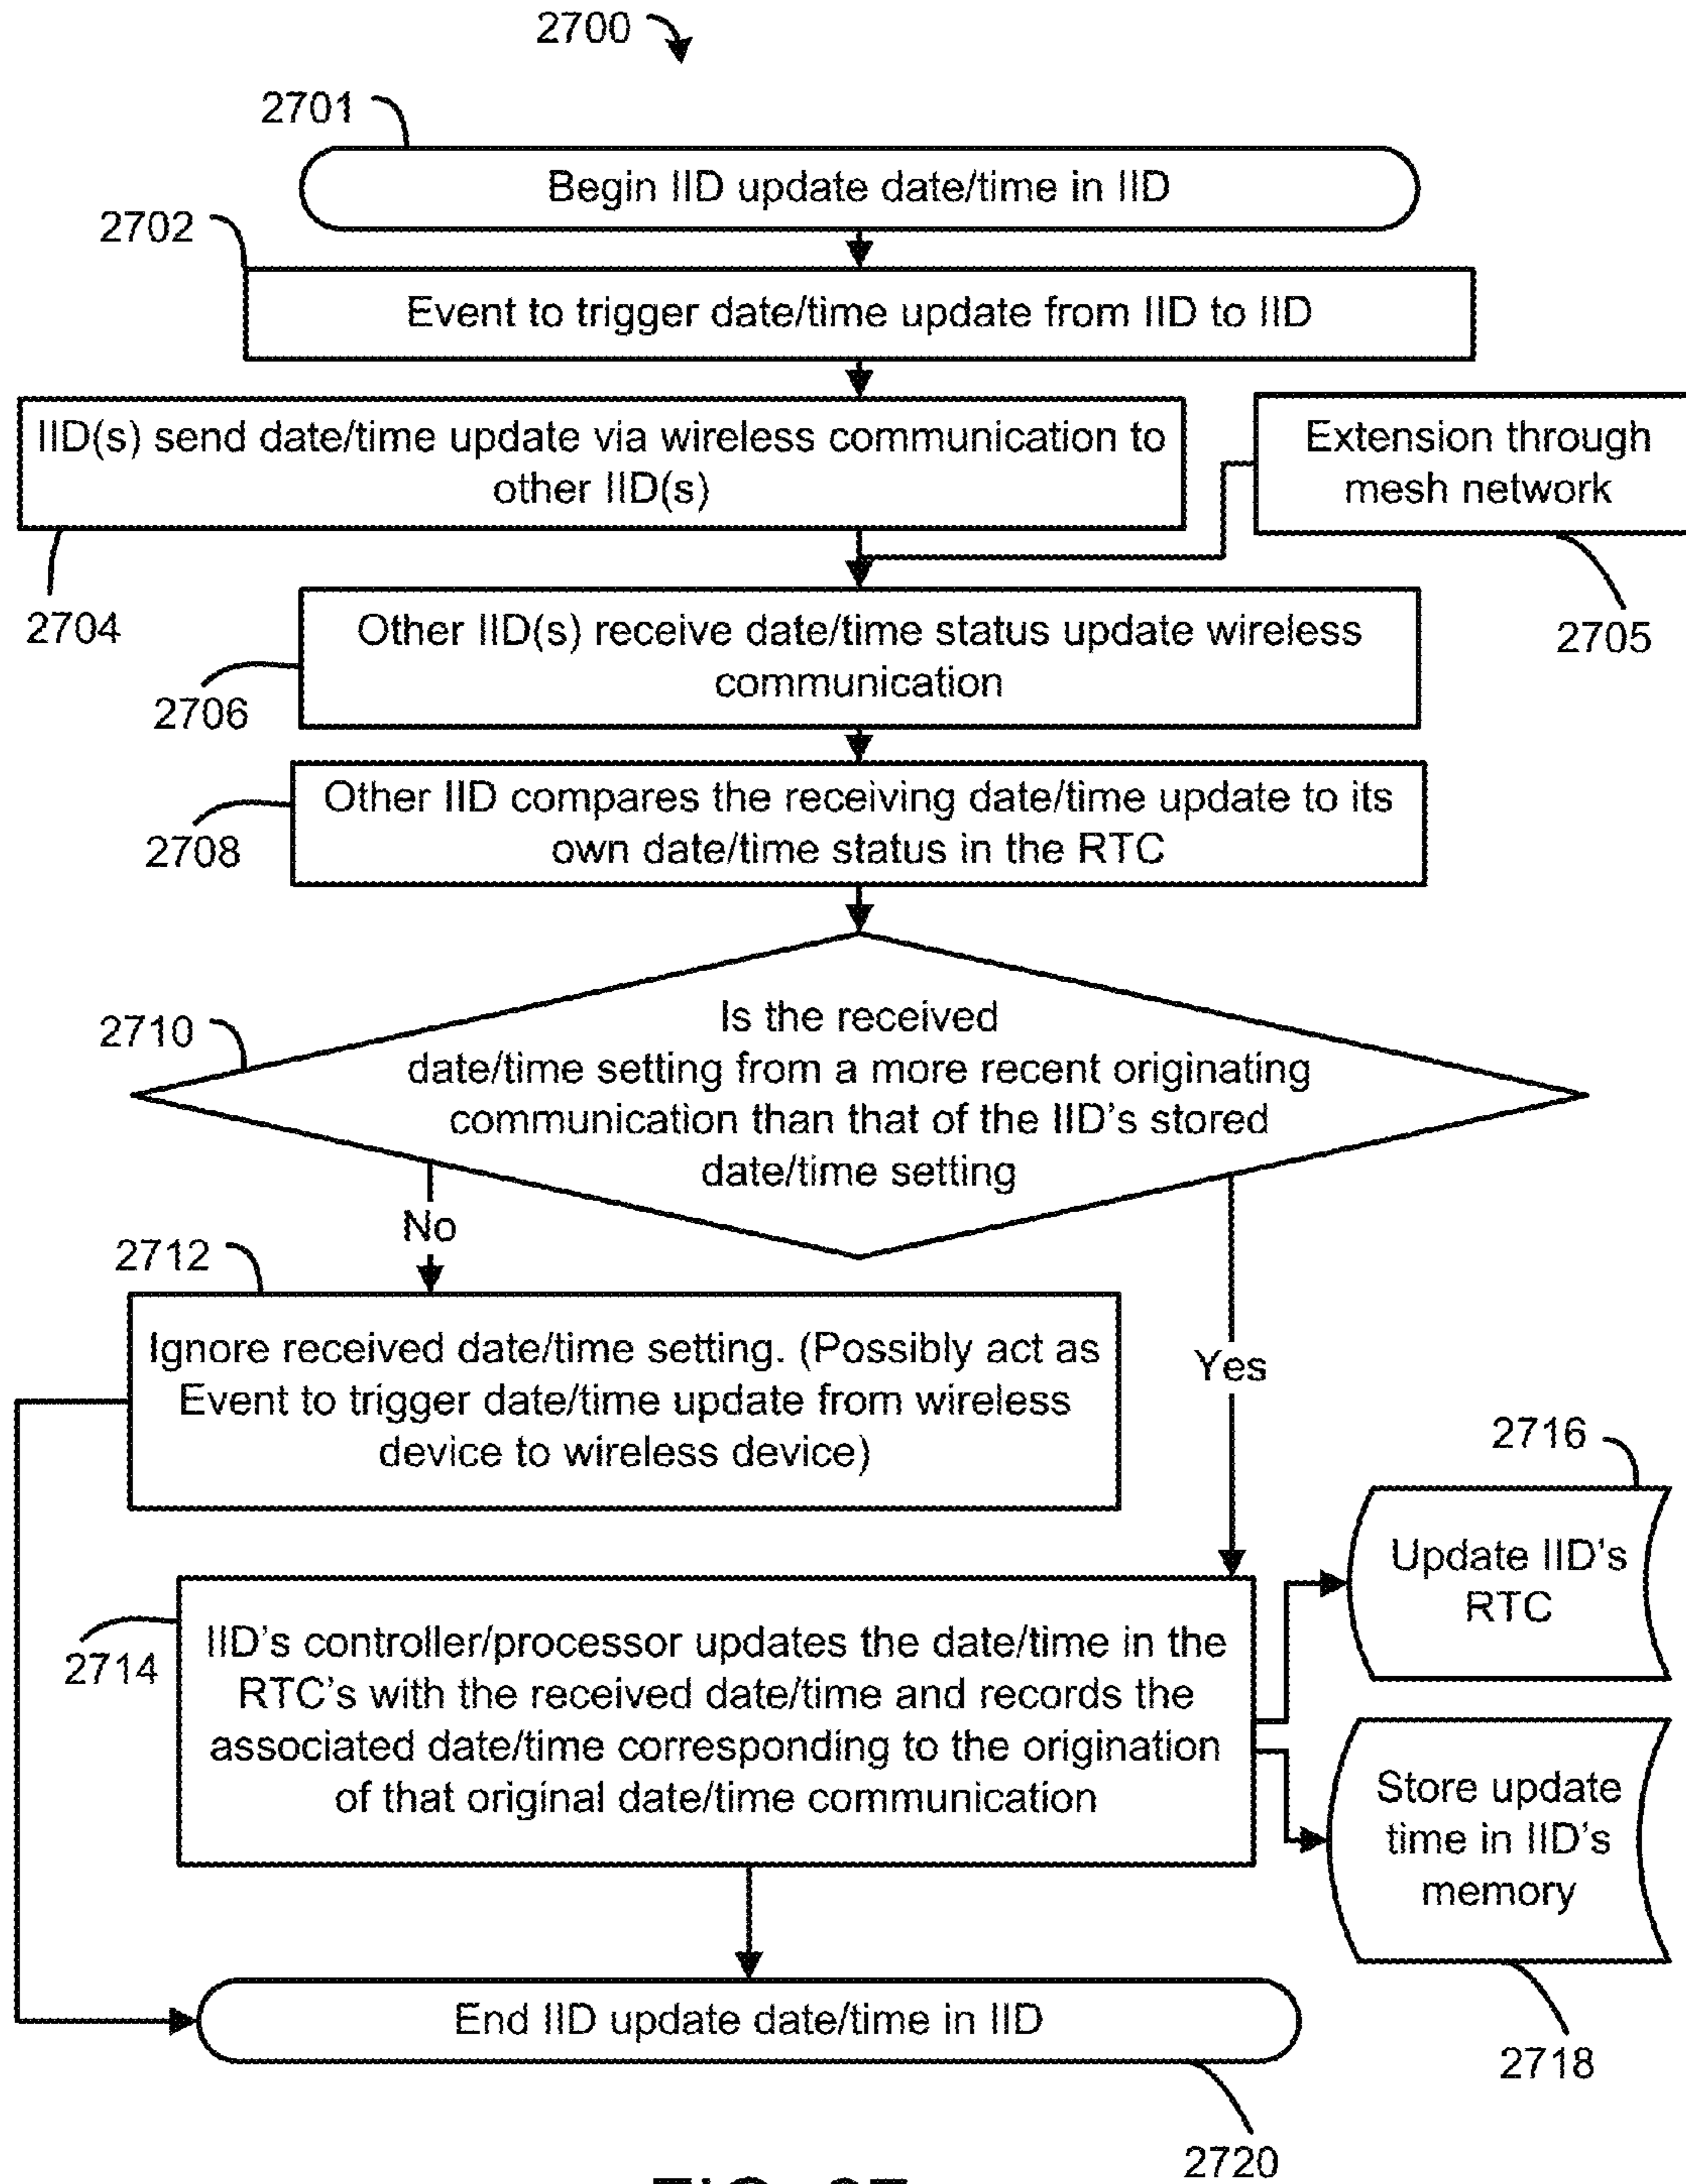 2700
2701
Begin IID update date/time in IID
2702
Event to trigger date/time update from IID to IID
IID(s) send date/time update via wireless communication to
other IID(s)
Extension through
mesh network
2704
2705
Other IID(s) receive date/time status update wireless
communication
2706
Other IID compares the receiving date/time update to its
own date/time status in the RTC
2708
2710
Is the received
date/time setting from a more recent originating
communication than that of the IID's stored
date/time setting
No
Yes
2712
Ignore received date/time setting. (Possibly act as
Event to trigger date/time update from wireless
device to wireless device)
2716
Update IID's
RTC
2714
IID's controller/processor updates the date/time in the
RTC's with the received date/time and records the
associated date/time corresponding to the origination
of that original date/time communication
Store update
time in IID's
memory
2718
End IID update date/time in IID
2720